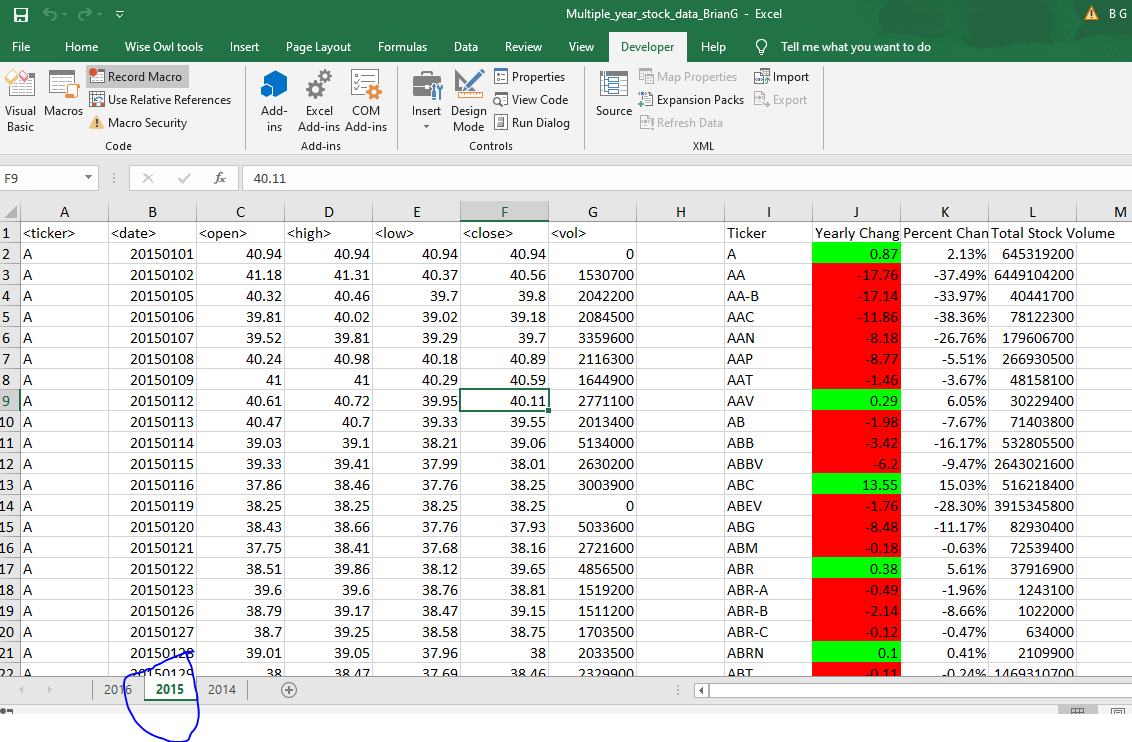 Multiple_year_stock_data_BrianG - Excel B G
File Home Wise Owl tools Insert Page Layout Formulas Data Review View Developer Help Tell me what you want to do
Visual Basic
Macros
Record Macro
Use Relative References
Macro Security
Code
Add-ins
Excel Add-ins
COM Add-ins
Add-ins
Insert
Design Mode
Properties
View Code
Run Dialog
Controls
Source
Map Properties
Expansion Packs
Refresh Data
Import
Export
XML
F9 fx 40.11
A B C D E F G H I J K L M
1 <ticker> <date> <open> <high> <low> <close> <vol> Ticker Yearly Chang Percent Chan Total Stock Volume
2 A 20150101 40.94 40.94 40.94 40.94 0 A 0.87 2.13% 645319200
3 A 20150102 41.18 41.31 40.37 40.56 1530700 AA -17.76 -37.49% 6449104200
4 A 20150105 40.32 40.46 39.7 39.8 2042200 AA-B -17.14 -33.97% 40441700
5 A 20150106 39.81 40.02 39.02 39.18 2084500 AAC -11.86 -38.36% 78122300
6 A 20150107 39.52 39.81 39.29 39.7 3359600 AAN -8.18 -26.76% 179606700
7 A 20150108 40.24 40.98 40.18 40.89 2116300 AAP -8.77 -5.51% 266930500
8 A 20150109 41 41 40.29 40.59 1644900 AAT -1.46 -3.67% 48158100
9 A 20150112 40.61 40.72 39.95 40.11 2771100 AAV 0.29 6.05% 30229400
10 A 20150113 40.47 40.7 39.33 39.55 2013400 AB -1.98 -7.67% 71403800
11 A 20150114 39.03 39.1 38.21 39.06 5134000 ABB -3.42 -16.17% 532805500
12 A 20150115 39.33 39.41 37.99 38.01 2630200 ABBV -6.2 -9.47% 2643021600
13 A 20150116 37.86 38.46 37.76 38.25 3003900 ABC 13.55 15.03% 516218400
14 A 20150119 38.25 38.25 38.25 38.25 0 ABEV -1.76 -28.30% 3915345800
15 A 20150120 38.43 38.66 37.76 37.93 5033600 ABG -8.48 -11.17% 82930400
16 A 20150121 37.75 38.41 37.68 38.16 2721600 ABM -0.18 -0.63% 72539400
17 A 20150122 38.51 39.86 38.12 39.65 4856500 ABR 0.38 5.61% 37916900
18 A 20150123 39.6 39.6 38.76 38.81 1519200 ABR-A -0.49 -1.96% 1243100
19 A 20150126 38.79 39.17 38.47 39.15 1511200 ABR-B -2.14 -8.66% 1022000
20 A 20150127 38.7 39.25 38.58 38.75 1703500 ABR-C -0.12 -0.47% 634000
21 A 20150128 39.01 39.05 37.96 38 2033500 ABRN 0.1 0.41% 2109900
22 A 20150129 38 38.47 37.69 38.46 2329900 ABT -0.11 -0.24% 1469310700
2016 2015 2014